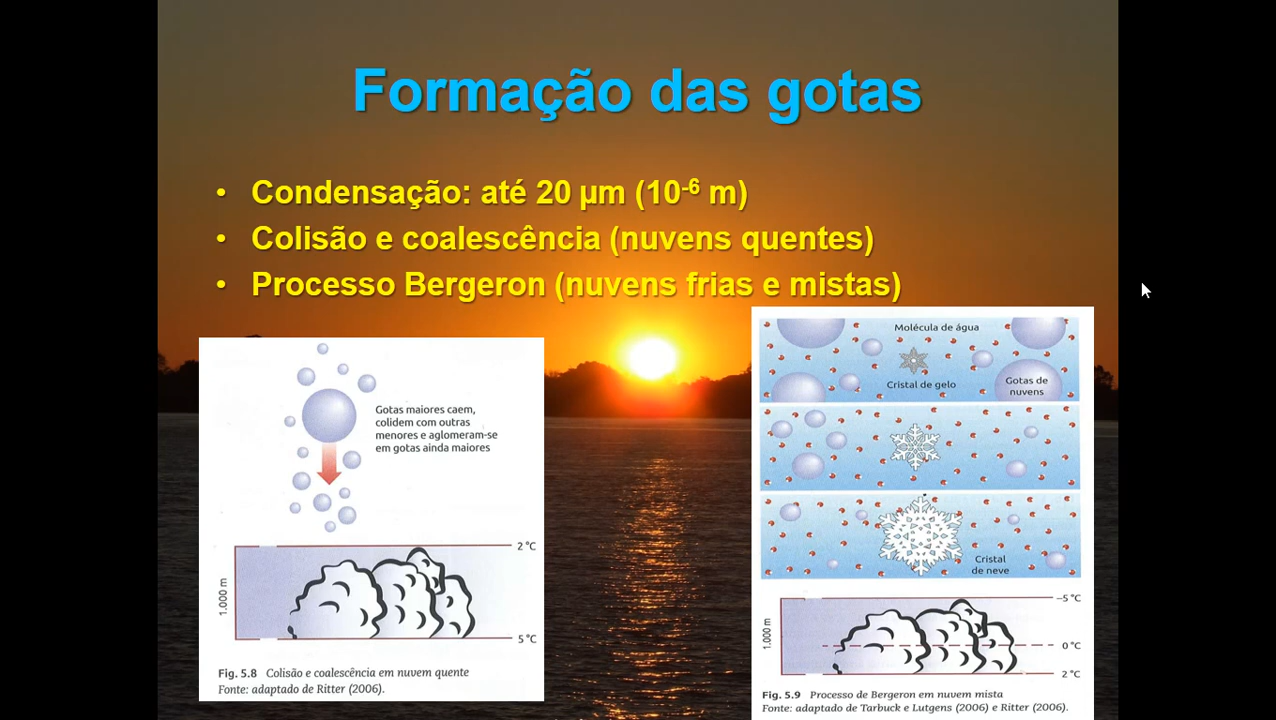 Formação das gotas
• Condensação: até 20 µm (10⁻⁶ m)
• Colisão e coalescência (nuvens quentes)
• Processo Bergeron (nuvens frias e mistas)
Gotas maiores caem,
colidem com outras
menores e aglomeram-se
em gotas ainda maiores
2 °C
1.000 m
5 °C
Fig. 5.8 Colisão e coalescência em nuvem quente
Fonte: adaptado de Ritter (2006).
Molécula de água
Cristal de gelo
Gotas de
nuvens
Cristal
de neve
–5 °C
1.000 m
0 °C
2 °C
Fig. 5.9 Processo de Bergeron em nuvem mista
Fonte: adaptado de Tarbuck e Lutgens (2006) e Ritter (2006).